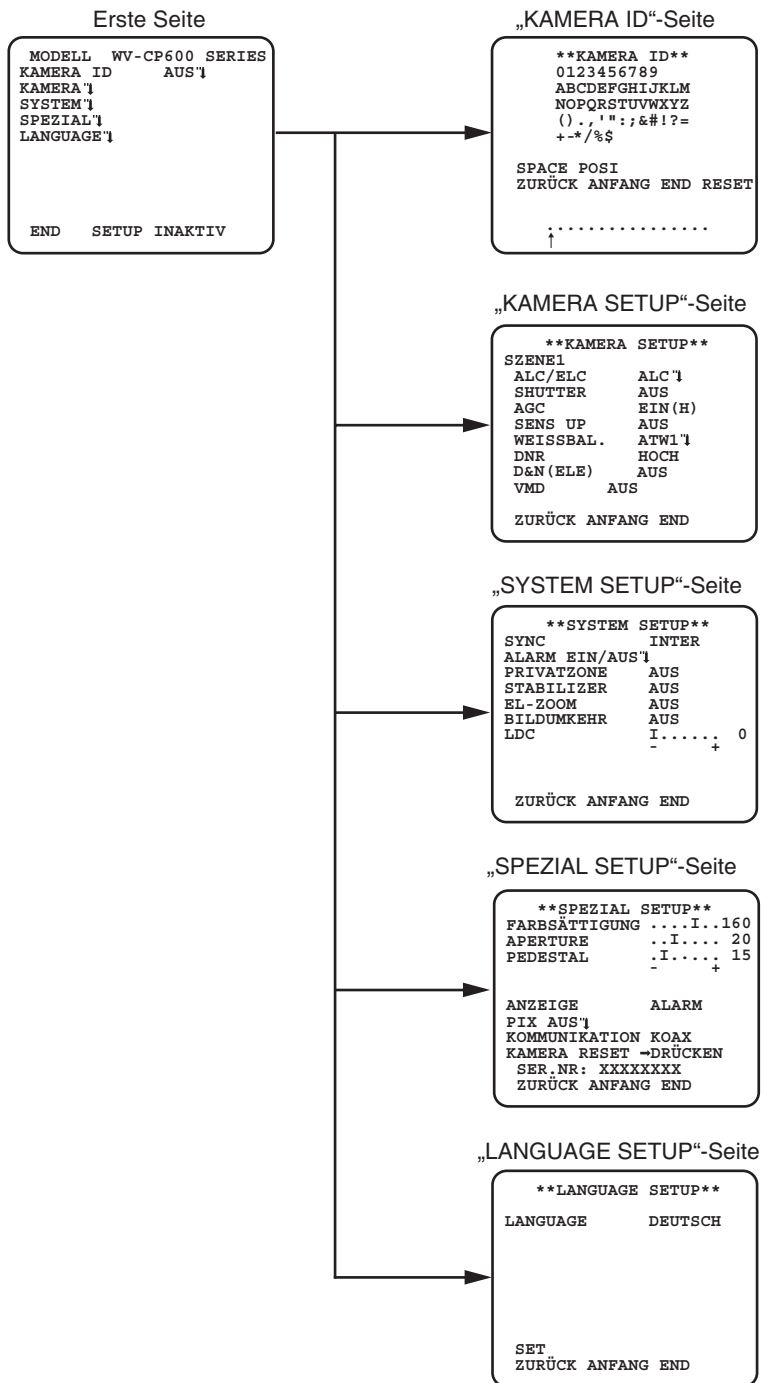 Erste Seite
MODELL WV-CP600 SERIES
KAMERA ID AUS
KAMERA
SYSTEM
SPEZIAL
LANGUAGE
END SETUP INAKTIV
„KAMERA ID“-Seite
**KAMERA ID**
0123456789
ABCDEFGHIJKLM
NOPQRSTUVWXYZ
().,'":;&#!?=
+-*/%$
SPACE POSI
ZURÜCK ANFANG END RESET
................
↑
„KAMERA SETUP“-Seite
**KAMERA SETUP**
SZENE1
ALC/ELC ALC
SHUTTER AUS
AGC EIN(H)
SENS UP AUS
WEISSBAL. ATW1
DNR HOCH
D&N(ELE) AUS
VMD AUS
ZURÜCK ANFANG END
„SYSTEM SETUP“-Seite
**SYSTEM SETUP**
SYNC INTER
ALARM EIN/AUS
PRIVATZONE AUS
STABILIZER AUS
EL-ZOOM AUS
BILDUMKEHR AUS
LDC I...... 0
- +
ZURÜCK ANFANG END
„SPEZIAL SETUP“-Seite
**SPEZIAL SETUP**
FARBSÄTTIGUNG ....I..160
APERTURE ..I.... 20
PEDESTAL .I..... 15
- +
ANZEIGE ALARM
PIX AUS
KOMMUNIKATION KOAX
KAMERA RESET →DRÜCKEN
SER.NR: XXXXXXXX
ZURÜCK ANFANG END
„LANGUAGE SETUP“-Seite
**LANGUAGE SETUP**
LANGUAGE DEUTSCH
SET
ZURÜCK ANFANG END